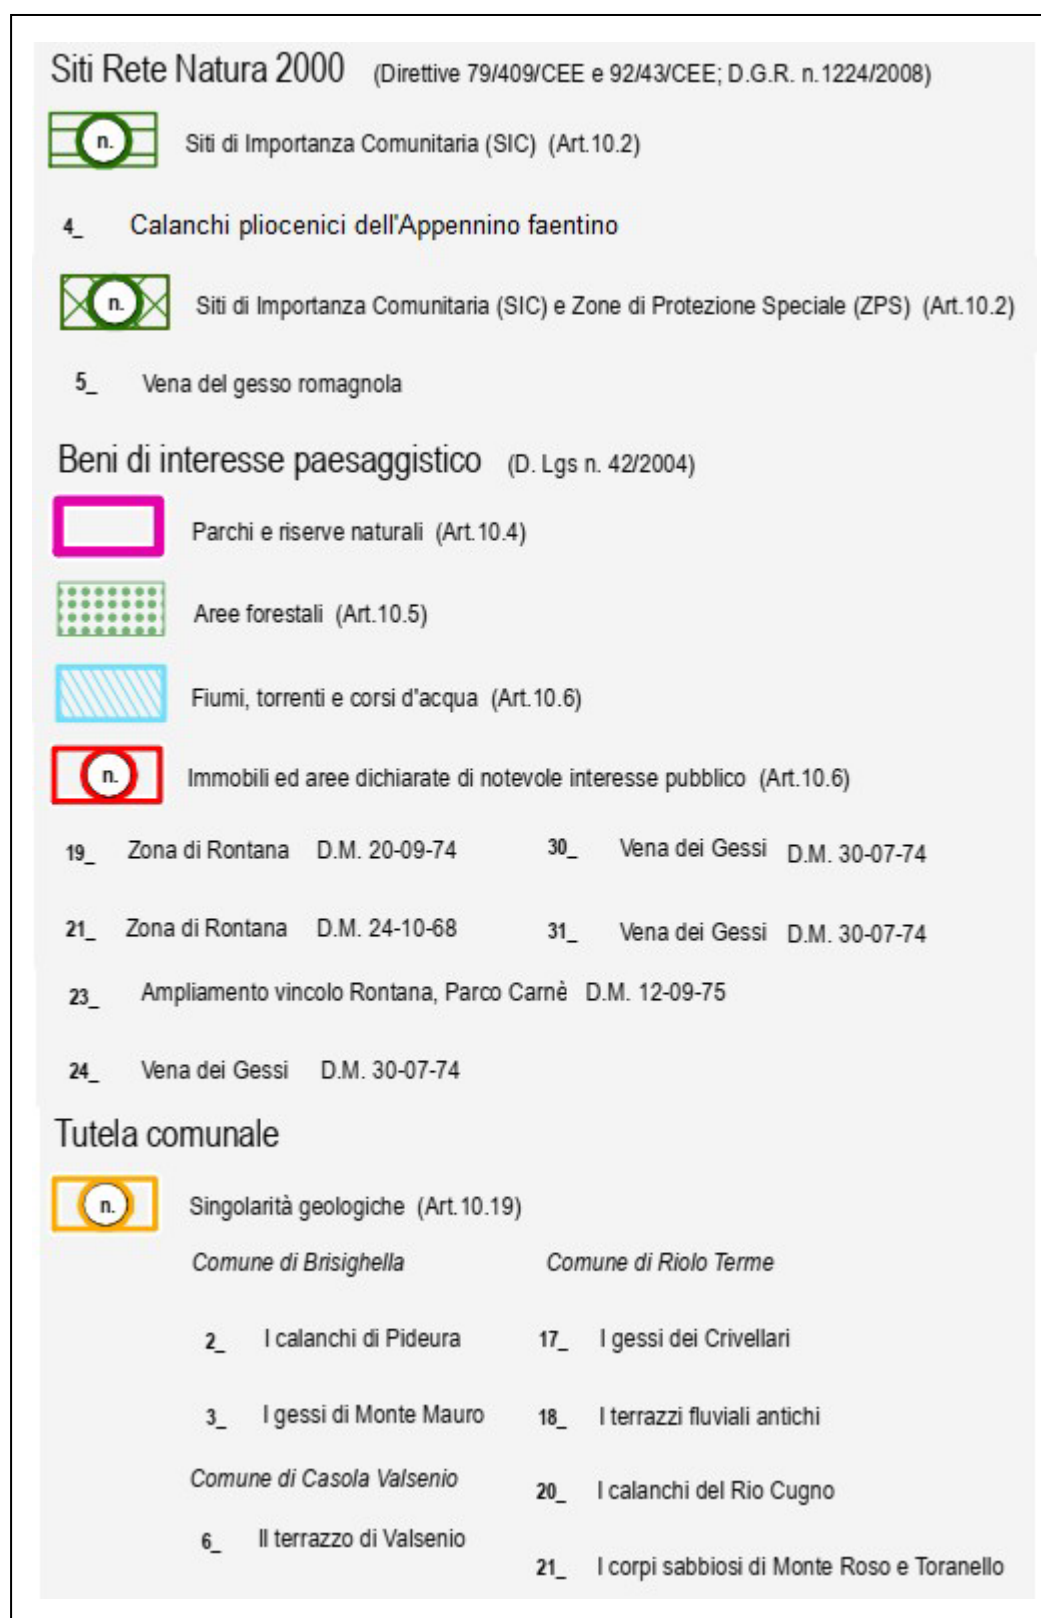 Siti Rete Natura 2000 (Direttive 79/409/CEE e 92/43/CEE; D.G.R. n.1224/2008)
n. Siti di Importanza Comunitaria (SIC) (Art.10.2)
4_ Calanchi pliocenici dell'Appennino faentino
n. Siti di Importanza Comunitaria (SIC) e Zone di Protezione Speciale (ZPS) (Art.10.2)
5_ Vena del gesso romagnola
Beni di interesse paesaggistico (D. Lgs n. 42/2004)
Parchi e riserve naturali (Art.10.4)
Aree forestali (Art.10.5)
Fiumi, torrenti e corsi d'acqua (Art.10.6)
n. Immobili ed aree dichiarate di notevole interesse pubblico (Art.10.6)
19_ Zona di Rontana D.M. 20-09-74 30_ Vena dei Gessi D.M. 30-07-74
21_ Zona di Rontana D.M. 24-10-68 31_ Vena dei Gessi D.M. 30-07-74
23_ Ampliamento vincolo Rontana, Parco Carnè D.M. 12-09-75
24_ Vena dei Gessi D.M. 30-07-74
Tutela comunale
n. Singolarità geologiche (Art.10.19)
Comune di Brisighella Comune di Riolo Terme
2_ I calanchi di Pideura 17_ I gessi dei Crivellari
3_ I gessi di Monte Mauro 18_ I terrazzi fluviali antichi
Comune di Casola Valsenio 20_ I calanchi del Rio Cugno
6_ Il terrazzo di Valsenio
21_ I corpi sabbiosi di Monte Roso e Toranello